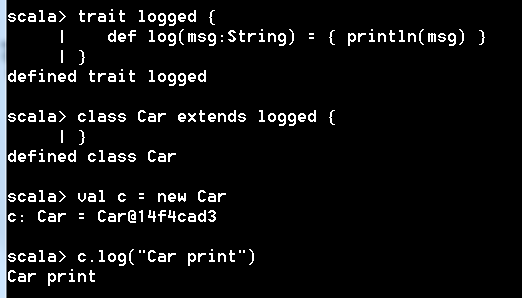 scala> trait logged {
     |    def log(msg:String) = { println(msg) }
     | }
defined trait logged

scala> class Car extends logged {
     | }
defined class Car

scala> val c = new Car
c: Car = Car@14f4cad3

scala> c.log("Car print")
Car print